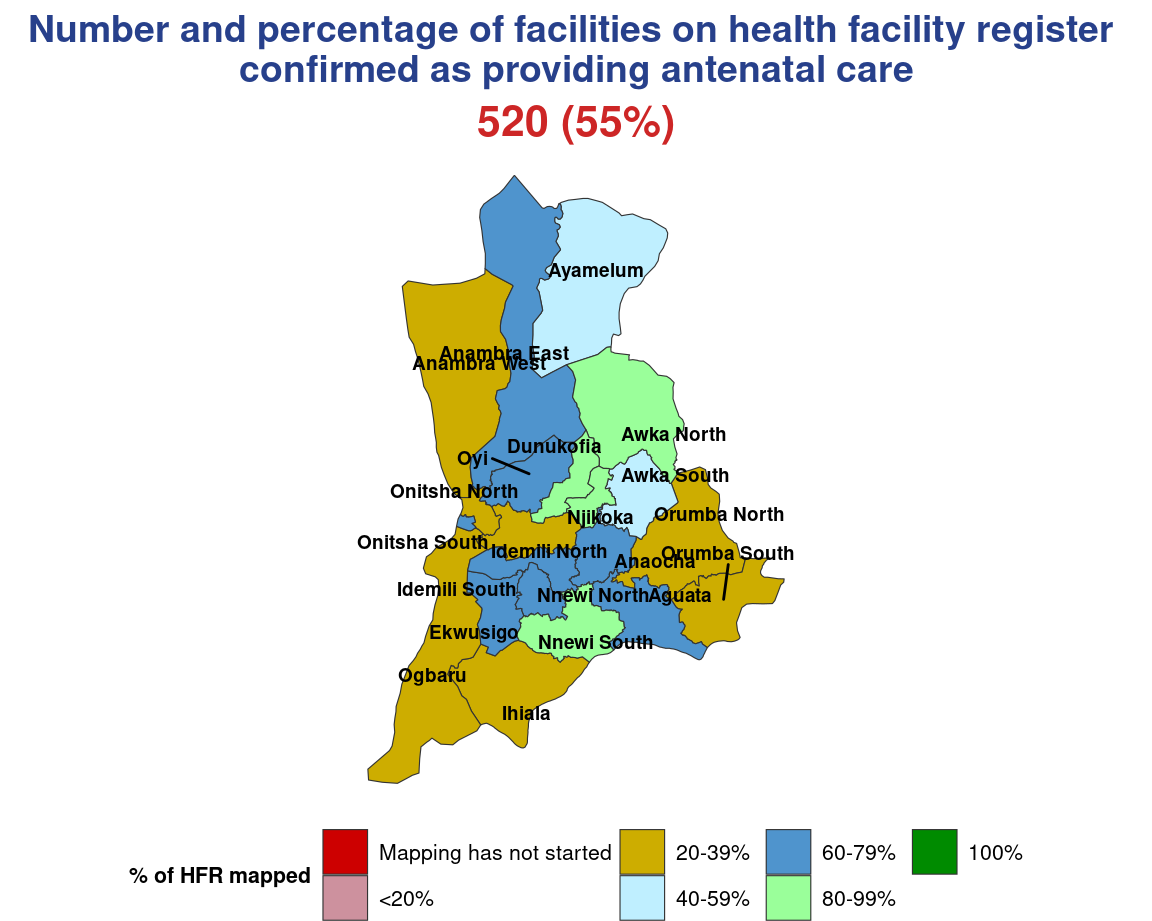 Number and percentage of facilities on health facility register
confirmed as providing antenatal care
520 (55%)
Ayamelum
Anambra East
Anambra West
Awka North
Dunukofia
Oyi
Awka South
Onitsha North
Njikoka
Orumba North
Onitsha South
Idemili North
Orumba South
Anaocha
Idemili South
Nnewi North
Aguata
Ekwusigo
Nnewi South
Ogbaru
Ihiala
% of HFR mapped
Mapping has not started
20-39%
60-79%
100%
<20%
40-59%
80-99%